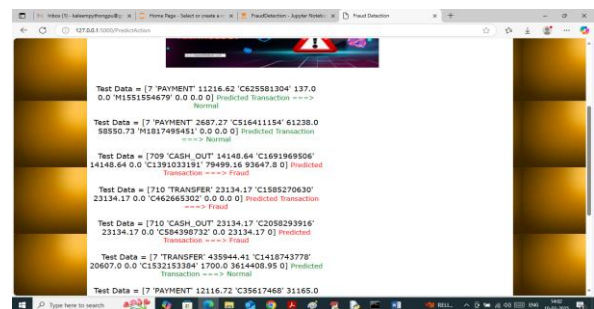 Home Page - Select or create a n
FraudDetection - Jupyter Notebo
Fraud Detection
127.0.0.1:5000/PredictAction
Test Data = [7 'PAYMENT' 11216.62 'C625581304' 137.0
0.0 'M1551554679' 0.0 0.0 0] Predicted Transaction ===>
Normal
Test Data = [7 'PAYMENT' 2687.27 'C516411154' 61238.0
58550.73 'M1817495451' 0.0 0.0 0] Predicted Transaction
===> Normal
Test Data = [709 'CASH_OUT' 14148.64 'C1691969506'
14148.64 0.0 'C1391033191' 79499.16 93647.8 0] Predicted
Transaction ===> Fraud
Test Data = [710 'TRANSFER' 23134.17 'C1585270630'
23134.17 0.0 'C462665302' 0.0 0.0 0] Predicted Transaction
===> Fraud
Test Data = [710 'CASH_OUT' 23134.17 'C2058293916'
23134.17 0.0 'C584398732' 0.0 23134.17 0] Predicted
Transaction ===> Fraud
Test Data = [7 'TRANSFER' 435944.41 'C1418743778'
20607.0 0.0 'C1532153384' 1700.0 3614408.95 0] Predicted
Transaction ===> Normal
Test Data = [7 'PAYMENT' 12116.72 'C35617468' 31165.0
Type here to search
RELI...
ENG